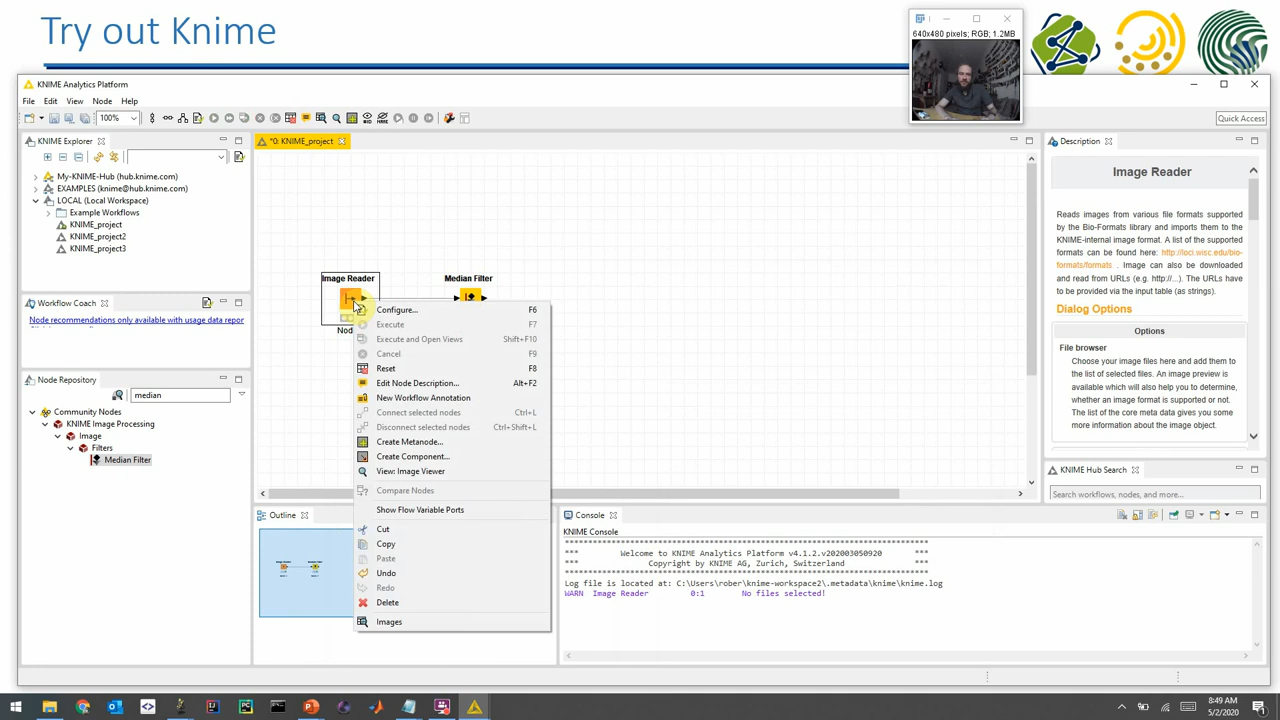 Try out Knime
640x480 pixels; RGB; 1.2MB
KNIME Analytics Platform
File Edit View Node Help
100%
Quick Access
KNIME Explorer
My-KNIME-Hub (hub.knime.com)
EXAMPLES (knime@hub.knime.com)
LOCAL (Local Workspace)
Example Workflows
KNIME_project
KNIME_project2
KNIME_project3
Workflow Coach
Node recommendations only available with usage data repor
Node Repository
median
Community Nodes
KNIME Image Processing
Image
Filters
Median Filter
*0: KNIME_project
Image Reader
Median Filter
Nod
Configure... F6
Execute F7
Execute and Open Views Shift+F10
Cancel F9
Reset F8
Edit Node Description... Alt+F2
New Workflow Annotation
Connect selected nodes Ctrl+L
Disconnect selected nodes Ctrl+Shift+L
Create Metanode...
Create Component...
View: Image Viewer
Compare Nodes
Show Flow Variable Ports
Cut
Copy
Paste
Undo
Redo
Delete
Images
Outline
Console
KNIME Console
****************************************************************************
*** Welcome to KNIME Analytics Platform v4.1.2.v202003050920 ***
*** Copyright by KNIME AG, Zurich, Switzerland ***
****************************************************************************
Log file is located at: C:\Users\rober\knime-workspace2\.metadata\knime\knime.log
WARN Image Reader 0:1 No files selected!
Description
Image Reader
Reads images from various file formats supported
by the Bio-Formats library and imports them to the
KNIME-internal image format. A list of the supported
formats can be found here: http://loci.wisc.edu/bio-
formats/formats . Image can also be downloaded
and read from URLs (e.g. http://...). The URLs have
to be provided via the input table (as strings).
Dialog Options
Options
File browser
Choose your image files here and add them to
the list of selected files. An image preview is
available which will also help you to determine,
whether an image format is supported or not.
The list of the core meta data gives you some
more information about the image object.
KNIME Hub Search
Search workflows, nodes, and more...
8:49 AM
5/2/2020